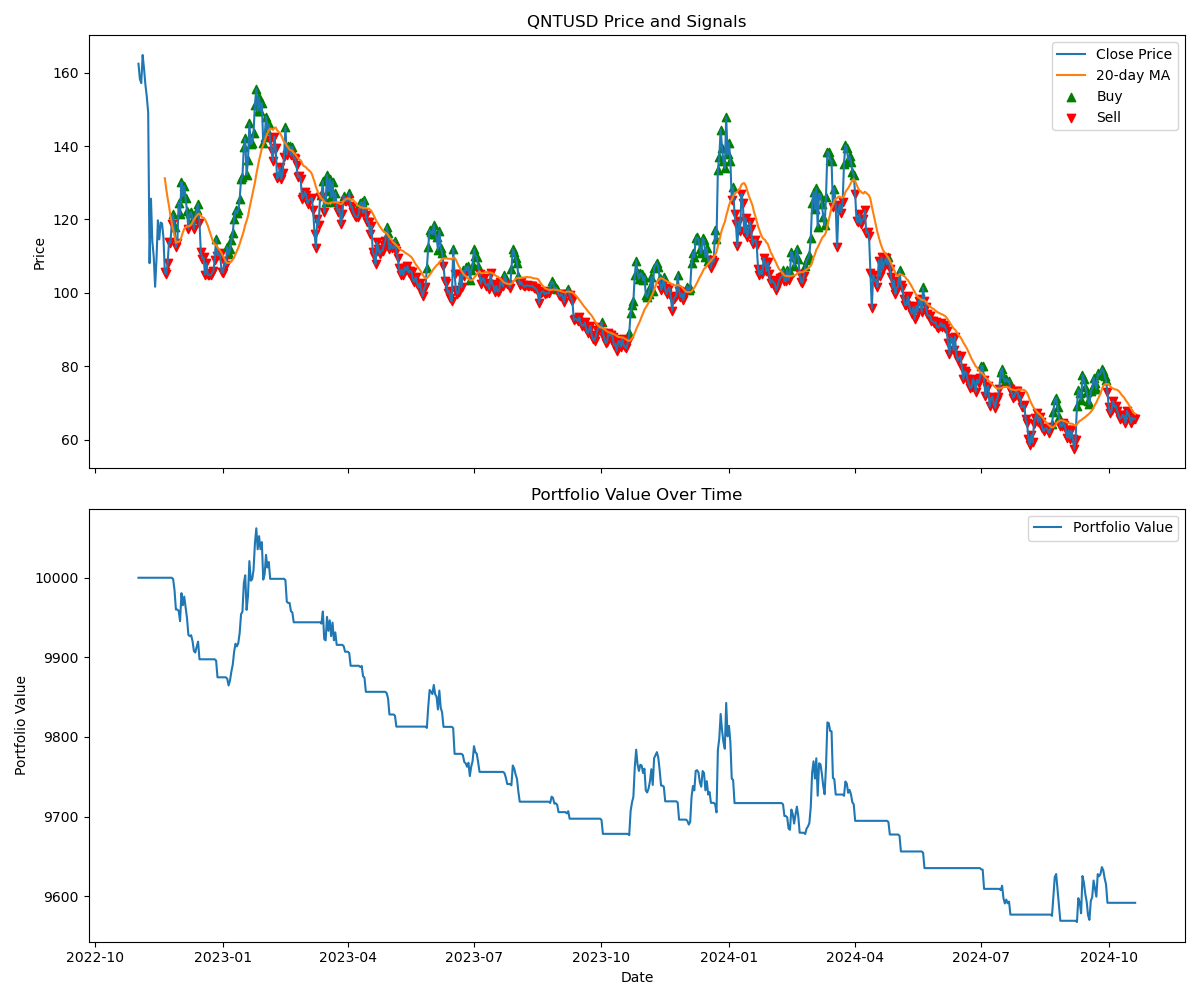 QNTUSD Price and Signals
Price
160
140
120
100
80
60
Close Price
20-day MA
Buy
Sell
Portfolio Value Over Time
Portfolio Value
10000
9900
9800
9700
9600
Portfolio Value
2022-10
2023-01
2023-04
2023-07
2023-10
2024-01
2024-04
2024-07
2024-10
Date